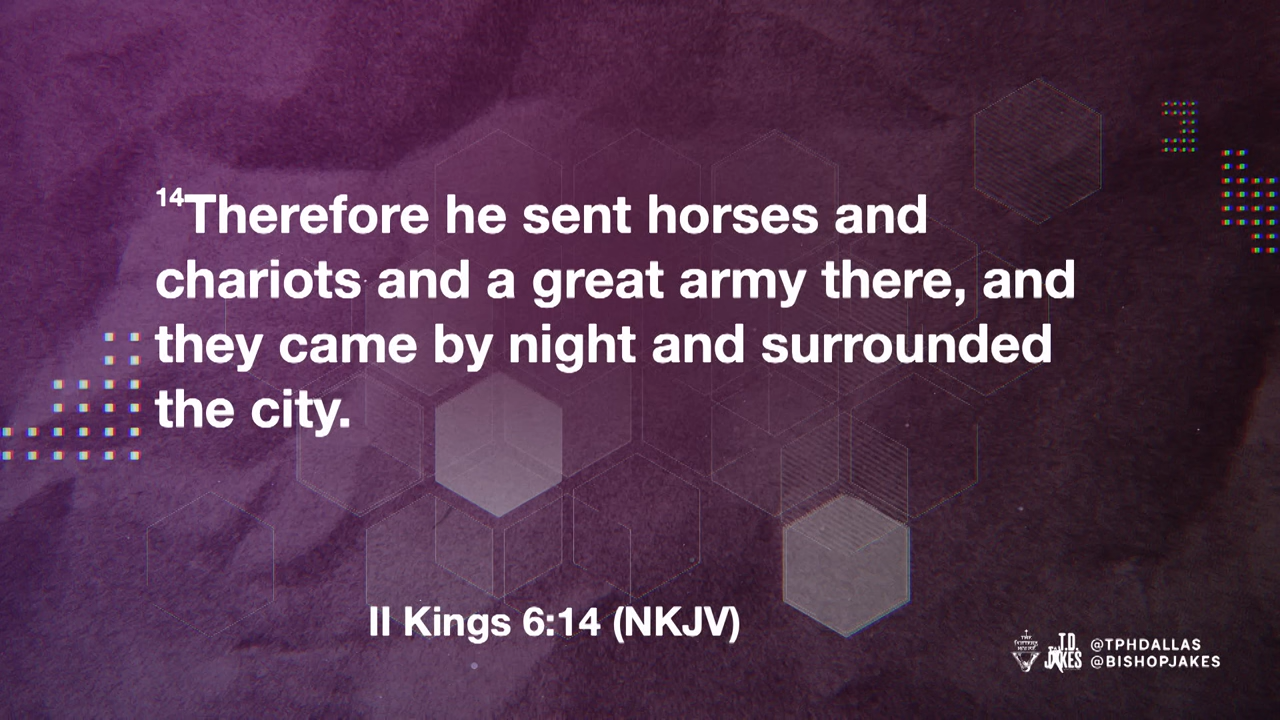 14Therefore he sent horses and
chariots and a great army there, and
they came by night and surrounded
the city.
II Kings 6:14 (NKJV)
T.D.
JAKES
@TPHDALLAS
@BISHOPJAKES